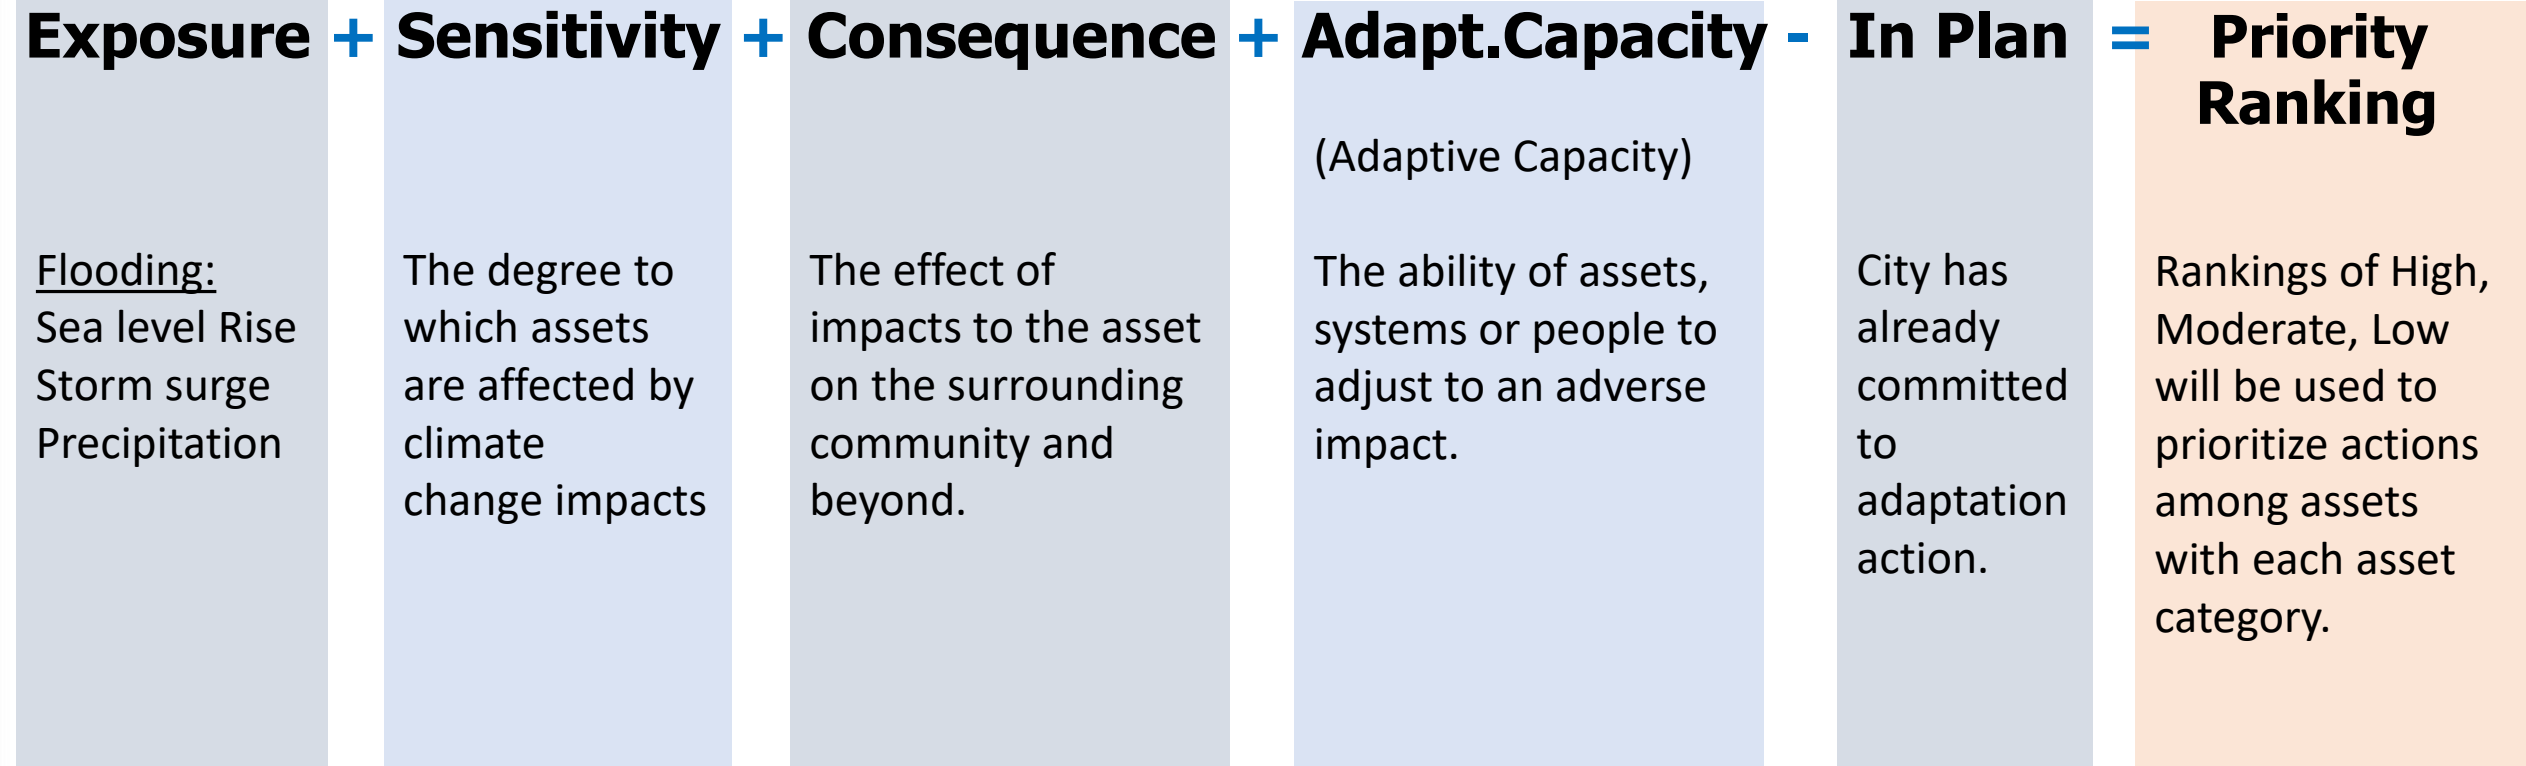 Exposure + Sensitivity + Consequence + Adapt.Capacity - In Plan = Priority
Ranking
Flooding:
Sea level Rise
Storm surge
Precipitation
The degree to
which assets
are affected by
climate
change impacts
The effect of
impacts to the asset
on the surrounding
community and
beyond.
(Adaptive Capacity)
The ability of assets,
systems or people to
adjust to an adverse
impact.
City has
already
committed
to
adaptation
action.
Rankings of High,
Moderate, Low
will be used to
prioritize actions
among assets
with each asset
category.